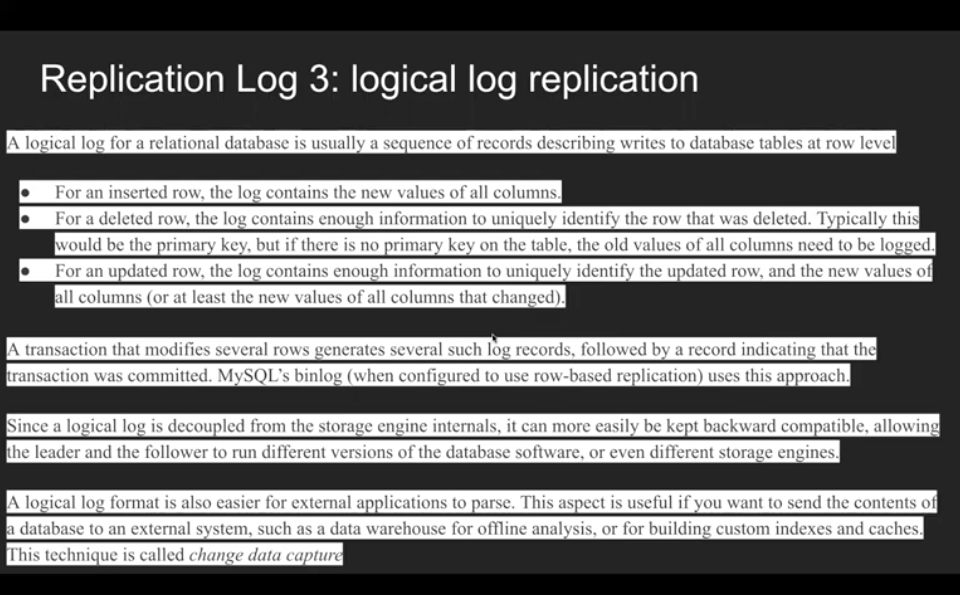 Replication Log 3: logical log replication
A logical log for a relational database is usually a sequence of records describing writes to database tables at row level
● For an inserted row, the log contains the new values of all columns.
● For a deleted row, the log contains enough information to uniquely identify the row that was deleted. Typically this
would be the primary key, but if there is no primary key on the table, the old values of all columns need to be logged.
● For an updated row, the log contains enough information to uniquely identify the updated row, and the new values of
all columns (or at least the new values of all columns that changed).
A transaction that modifies several rows generates several such log records, followed by a record indicating that the
transaction was committed. MySQL’s binlog (when configured to use row-based replication) uses this approach.
Since a logical log is decoupled from the storage engine internals, it can more easily be kept backward compatible, allowing
the leader and the follower to run different versions of the database software, or even different storage engines.
A logical log format is also easier for external applications to parse. This aspect is useful if you want to send the contents of
a database to an external system, such as a data warehouse for offline analysis, or for building custom indexes and caches.
This technique is called change data capture